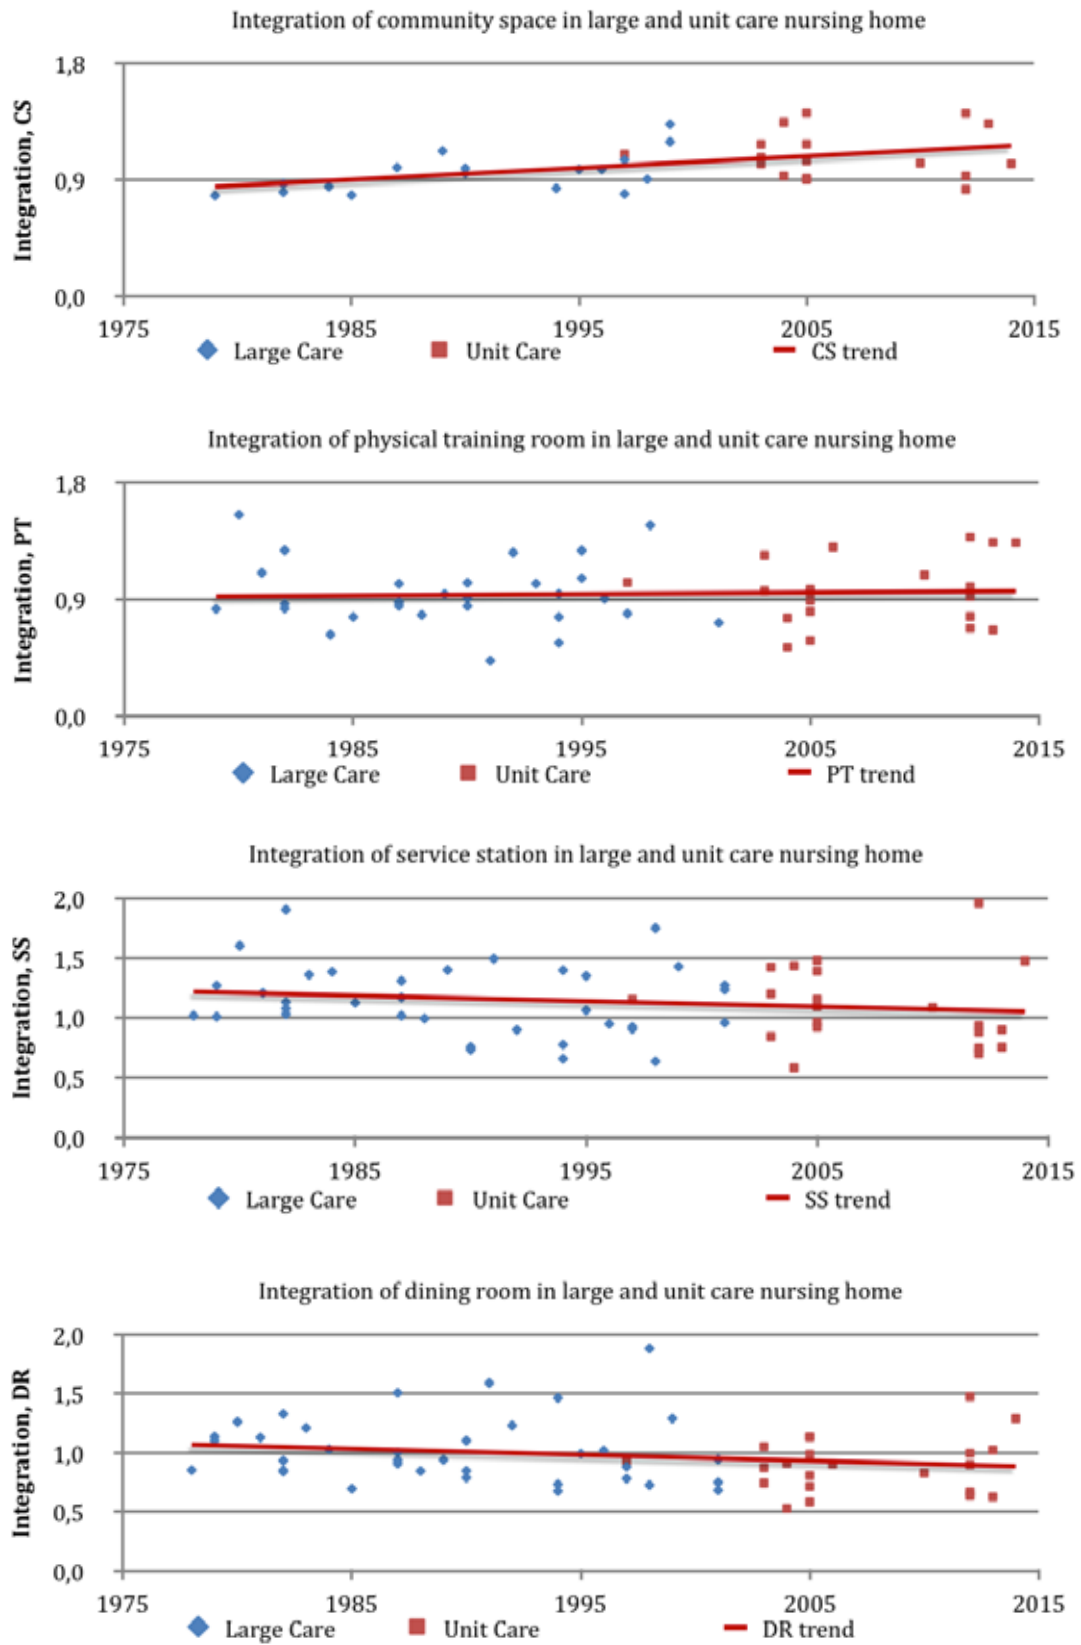 Integration of community space in large and unit care nursing home
Integration, CS
1,8
0,9
0,0
1975 1985 1995 2005 2015
Large Care Unit Care CS trend
Integration of physical training room in large and unit care nursing home
Integration, PT
1,8
0,9
0,0
1975 1985 1995 2005 2015
Large Care Unit Care PT trend
Integration of service station in large and unit care nursing home
Integration, SS
2,0
1,5
1,0
0,5
0,0
1975 1985 1995 2005 2015
Large Care Unit Care SS trend
Integration of dining room in large and unit care nursing home
Integration, DR
2,0
1,5
1,0
0,5
0,0
1975 1985 1995 2005 2015
Large Care Unit Care DR trend